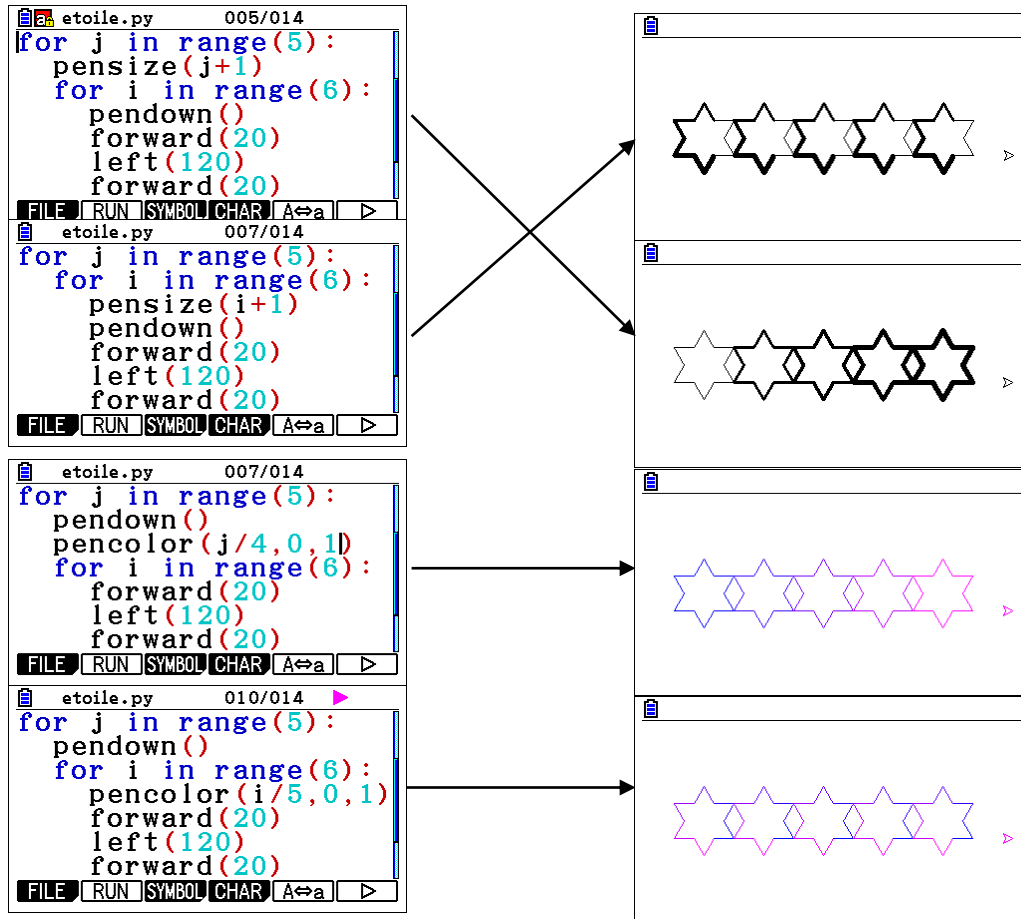 etoile.py 005/014
for j in range(5):
pensize(j+1)
for i in range(6):
pendown()
forward(20)
left(120)
forward(20)
FILE RUN SYMBOL CHAR A⇔a ▷
etoile.py 007/014
for j in range(5):
for i in range(6):
pensize(i+1)
pendown()
forward(20)
left(120)
forward(20)
FILE RUN SYMBOL CHAR A⇔a ▷
etoile.py 007/014
for j in range(5):
pendown()
pencolor(j/4,0,1)
for i in range(6):
forward(20)
left(120)
forward(20)
FILE RUN SYMBOL CHAR A⇔a ▷
etoile.py 010/014
for j in range(5):
pendown()
for i in range(6):
pencolor(i/5,0,1)
forward(20)
left(120)
forward(20)
FILE RUN SYMBOL CHAR A⇔a ▷